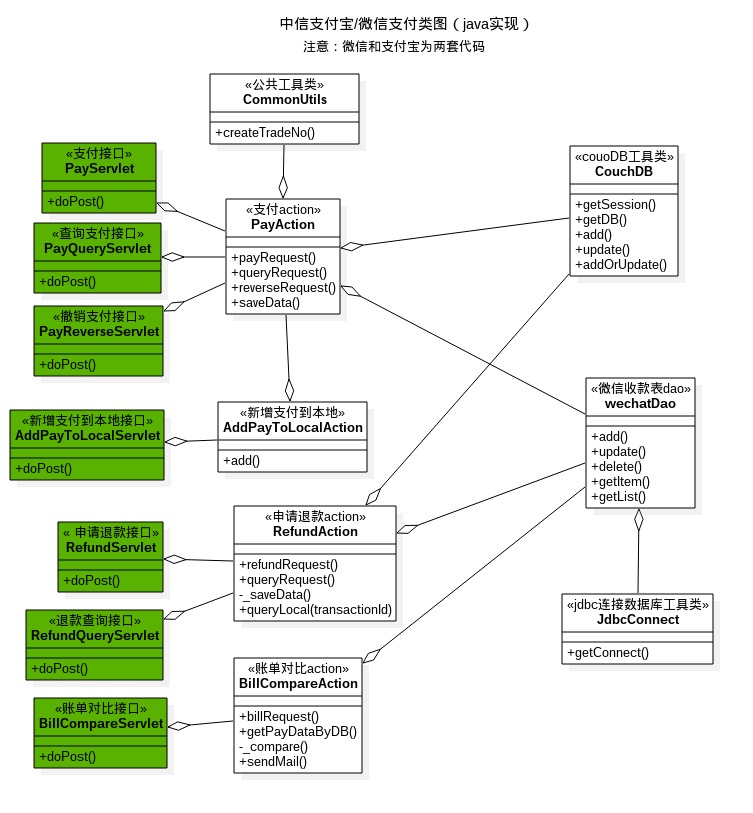 中信支付宝/微信支付类图（java实现）
注意：微信和支付宝为两套代码
«公共工具类»
CommonUtils
+createTradeNo()
«支付接口»
PayServlet
+doPost()
«couoDB工具类»
CouchDB
+getSession()
+getDB()
+add()
+update()
+addOrUpdate()
«支付action»
PayAction
+payRequest()
+queryRequest()
+reverseRequest()
+saveData()
«查询支付接口»
PayQueryServlet
+doPost()
«撤销支付接口»
PayReverseServlet
+doPost()
«微信收款表dao»
wechatDao
+add()
+update()
+delete()
+getItem()
+getList()
«新增支付到本地»
AddPayToLocalAction
+add()
«新增支付到本地接口»
AddPayToLocalServlet
+doPost()
«申请退款action»
RefundAction
+refundRequest()
+queryRequest()
-_saveData()
+queryLocal(transactionId)
« 申请退款接口»
RefundServlet
+doPost()
«jdbc连接数据库工具类»
JdbcConnect
+getConnect()
«退款查询接口»
RefundQueryServlet
+doPost()
«账单对比action»
BillCompareAction
+billRequest()
+getPayDataByDB()
-_compare()
+sendMail()
«账单对比接口»
BillCompareServlet
+doPost()